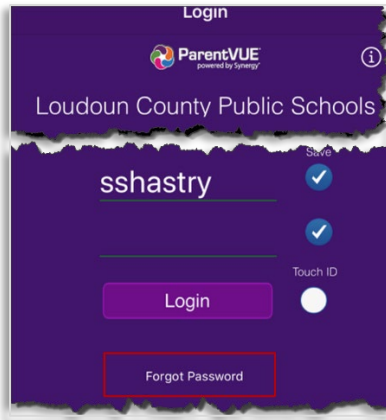 Login
ParentVUE
powered by Synergy
Loudoun County Public Schools
Save
sshastry
Touch ID
Login
Forgot Password